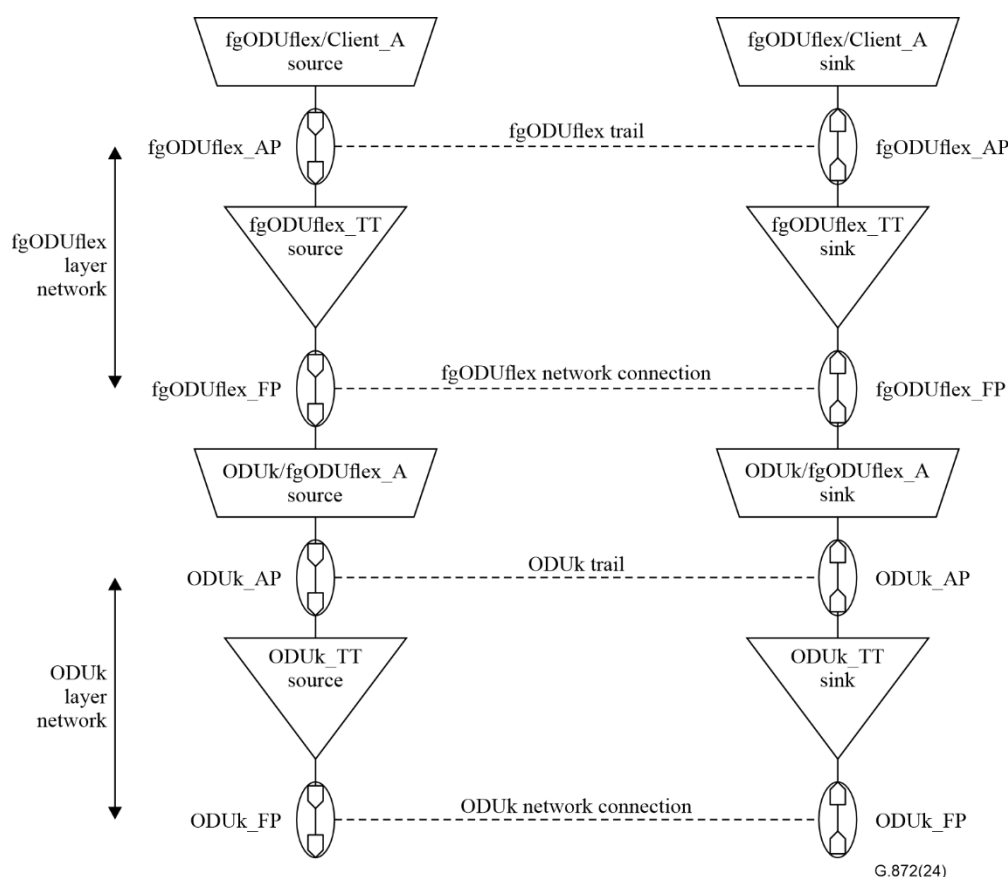 fgODUflex/Client_A
source
fgODUflex/Client_A
sink
fgODUflex_AP
fgODUflex trail
fgODUflex_AP
fgODUflex_TT
source
fgODUflex_TT
sink
fgODUflex
layer
network
fgODUflex_FP
fgODUflex network connection
fgODUflex_FP
ODUk/fgODUflex_A
source
ODUk/fgODUflex_A
sink
ODUk_AP
ODUk trail
ODUk_AP
ODUk_TT
source
ODUk_TT
sink
ODUk
layer
network
ODUk_FP
ODUk network connection
ODUk_FP
G.872(24)